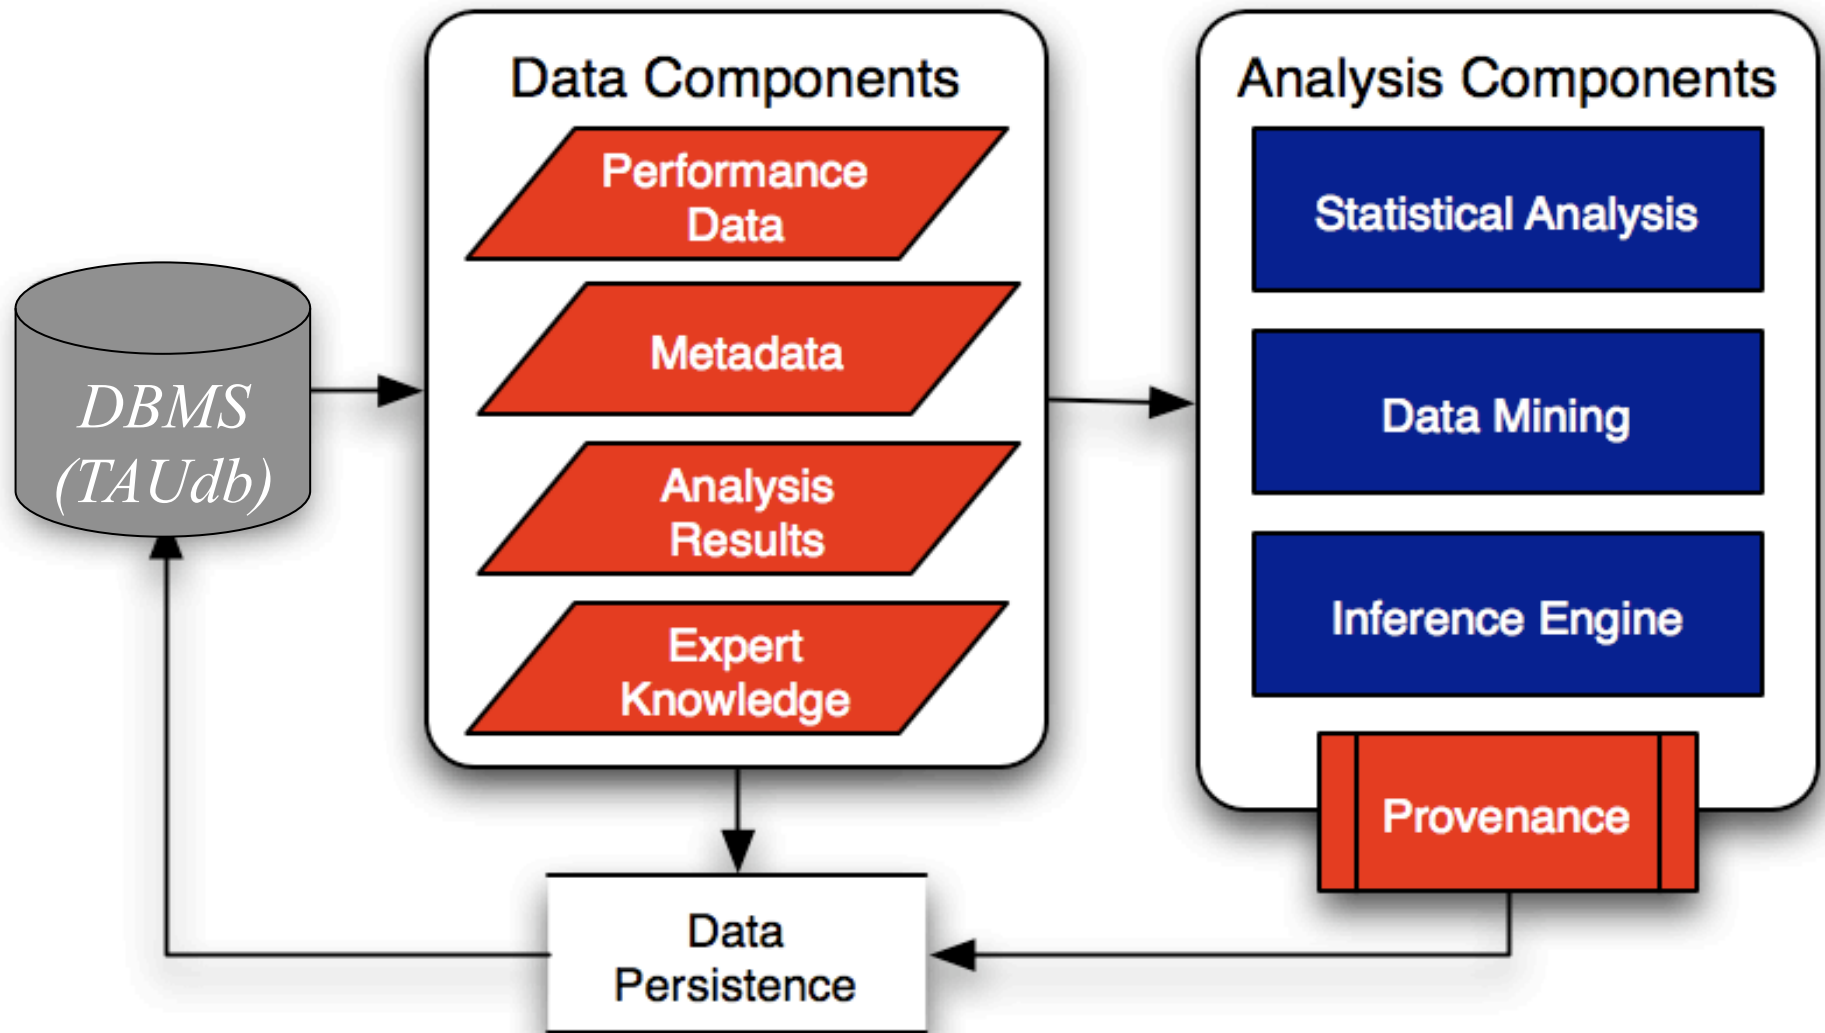 Data Components
Performance
Data
Metadata
Analysis
Results
Expert
Knowledge
Analysis Components
Statistical Analysis
Data Mining
Inference Engine
Provenance
DBMS
(TAUdb)
Data
Persistence